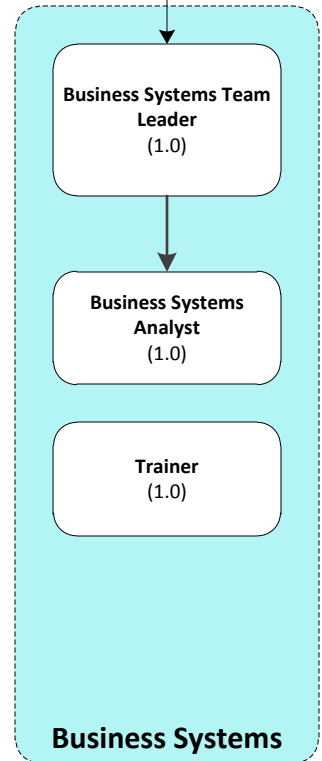 Business Systems Team
Leader
(1.0)
Business Systems
Analyst
(1.0)
Trainer
(1.0)
Business Systems